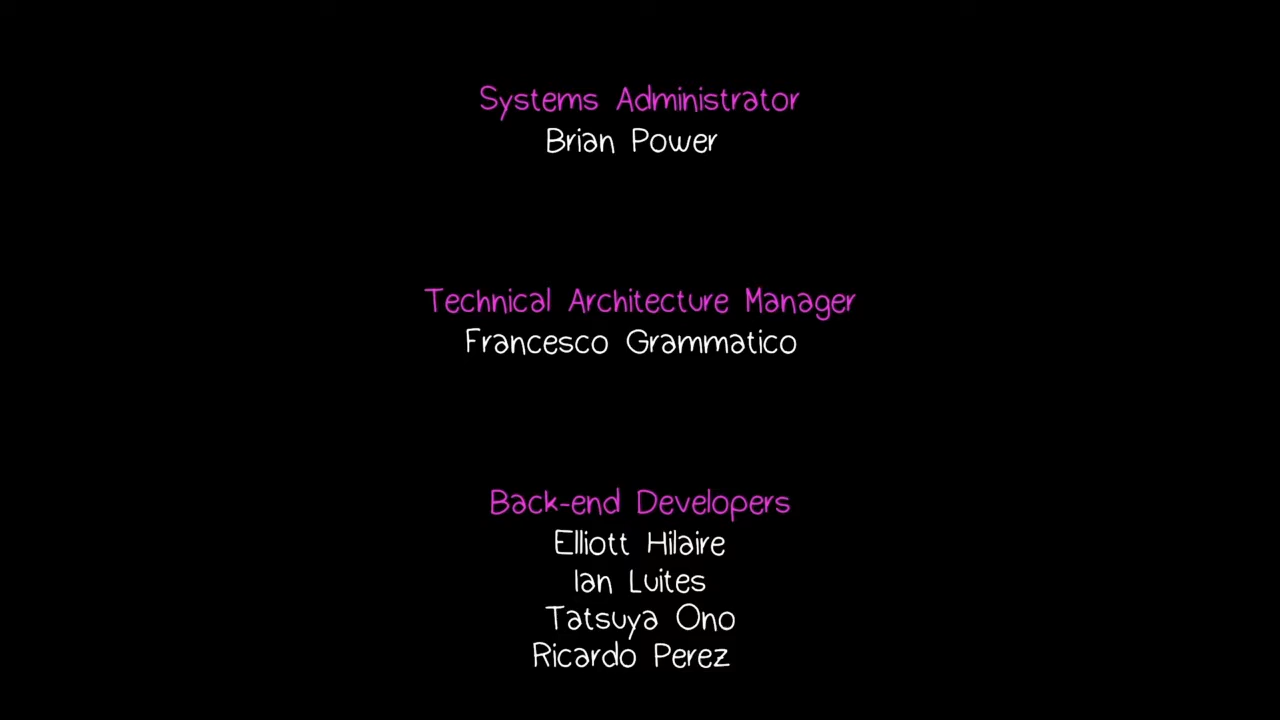 Systems Administrator
Brian Power
Technical Architecture Manager
Francesco Grammatico
Back-end Developers
Elliott Hilaire
Ian Luites
Tatsuya Ono
Ricardo Perez